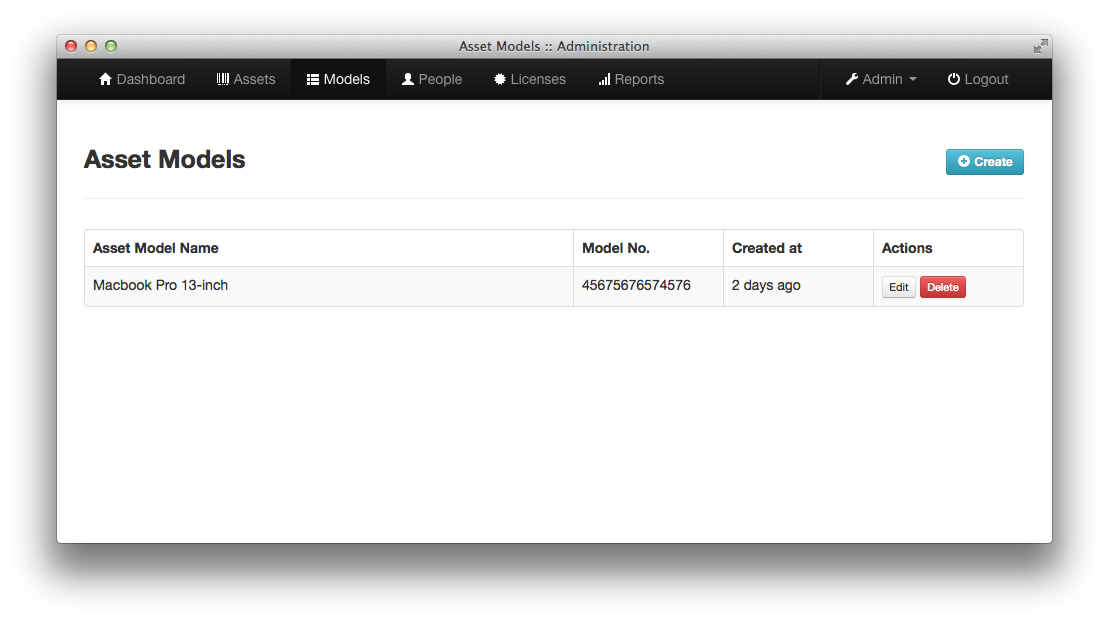 Asset Models :: Administration
Dashboard Assets Models People Licenses Reports Admin Logout
Asset Models
Create
Asset Model Name Model No. Created at Actions
Macbook Pro 13-inch 45675676574576 2 days ago Edit Delete